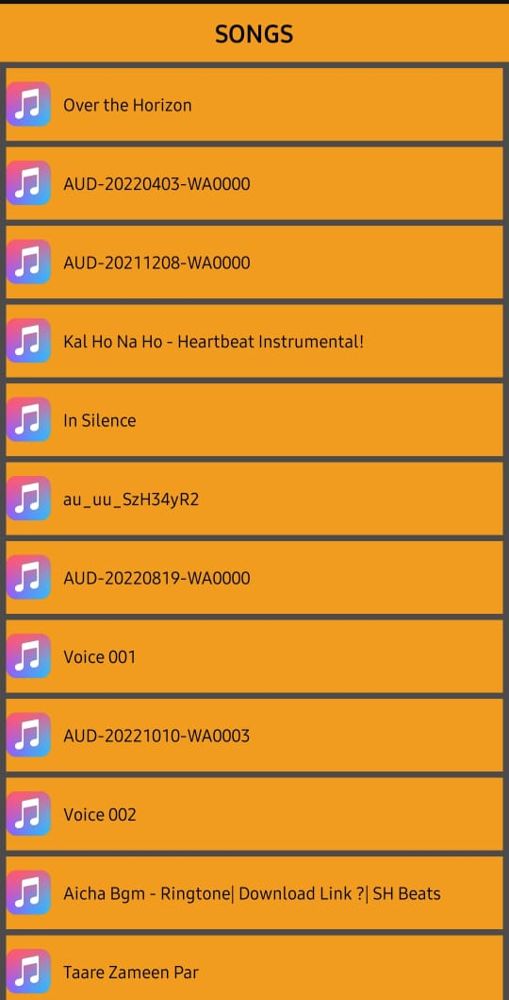 SONGS
Over the Horizon
AUD-20220403-WA0000
AUD-20211208-WA0000
Kal Ho Na Ho - Heartbeat Instrumental!
In Silence
au_uu_SzH34yR2
AUD-20220819-WA0000
Voice 001
AUD-20221010-WA0003
Voice 002
Aicha Bgm - Ringtone| Download Link ?| SH Beats
Taare Zameen Par